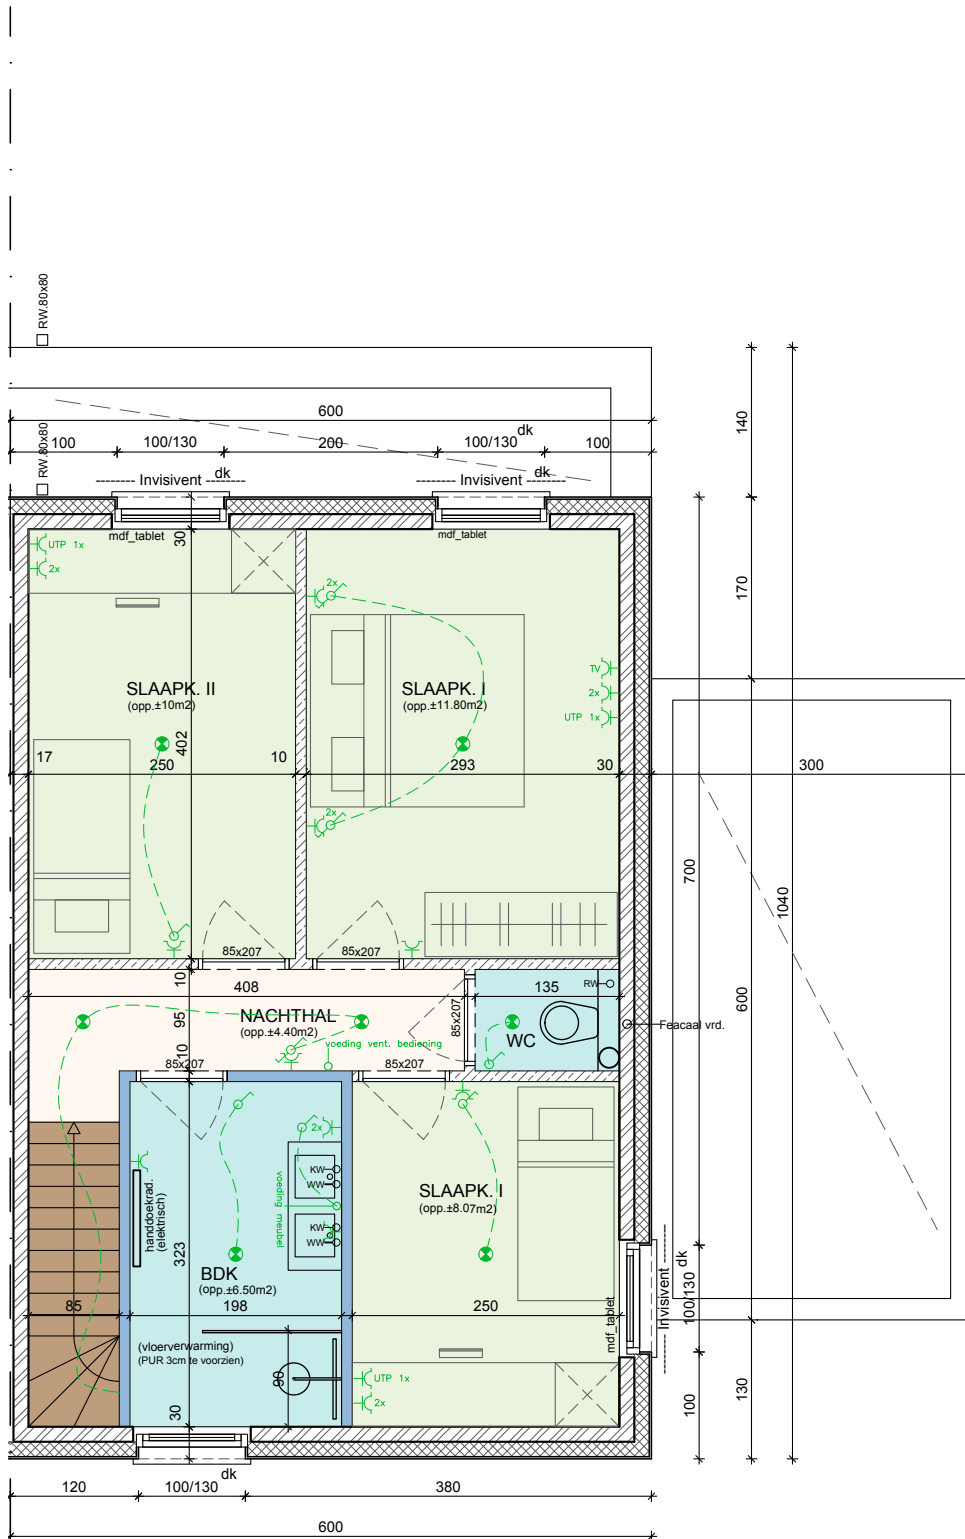 RW.80x80
600
dk
100
100/130
200
100/130
100
RW.80x80
-------- Invisivent --------
dk
-------- Invisivent --------
dk
140
mdf_tablet
mdf_tablet
30
UTP 1x
2x
2x
170
TV
2x
UTP 1x
SLAAPK. II
(opp.±10m2)
SLAAPK. I
(opp.±11.80m2)
402
17
250
10
293
30
300
2x
700
1040
85x207
85x207
10
408
135
RW
600
95
NACHTHAL
(opp.±4.40m2)
85x207
WC
Feacaal vrd.
voeding vent. bediening
10
85x207
85x207
2x
KW
WW
voeding meubel
KW
WW
handdoekrad.
(elektrisch)
SLAAPK. I
(opp.±8.07m2)
323
BDK
(opp.±6.50m2)
85
198
250
mdf_tablet
------- Invisivent -------
100/130
dk
(vloerverwarming)
(PUR 3cm te voorzien)
90
UTP 1x
2x
30
100
130
dk
120
100/130
380
600